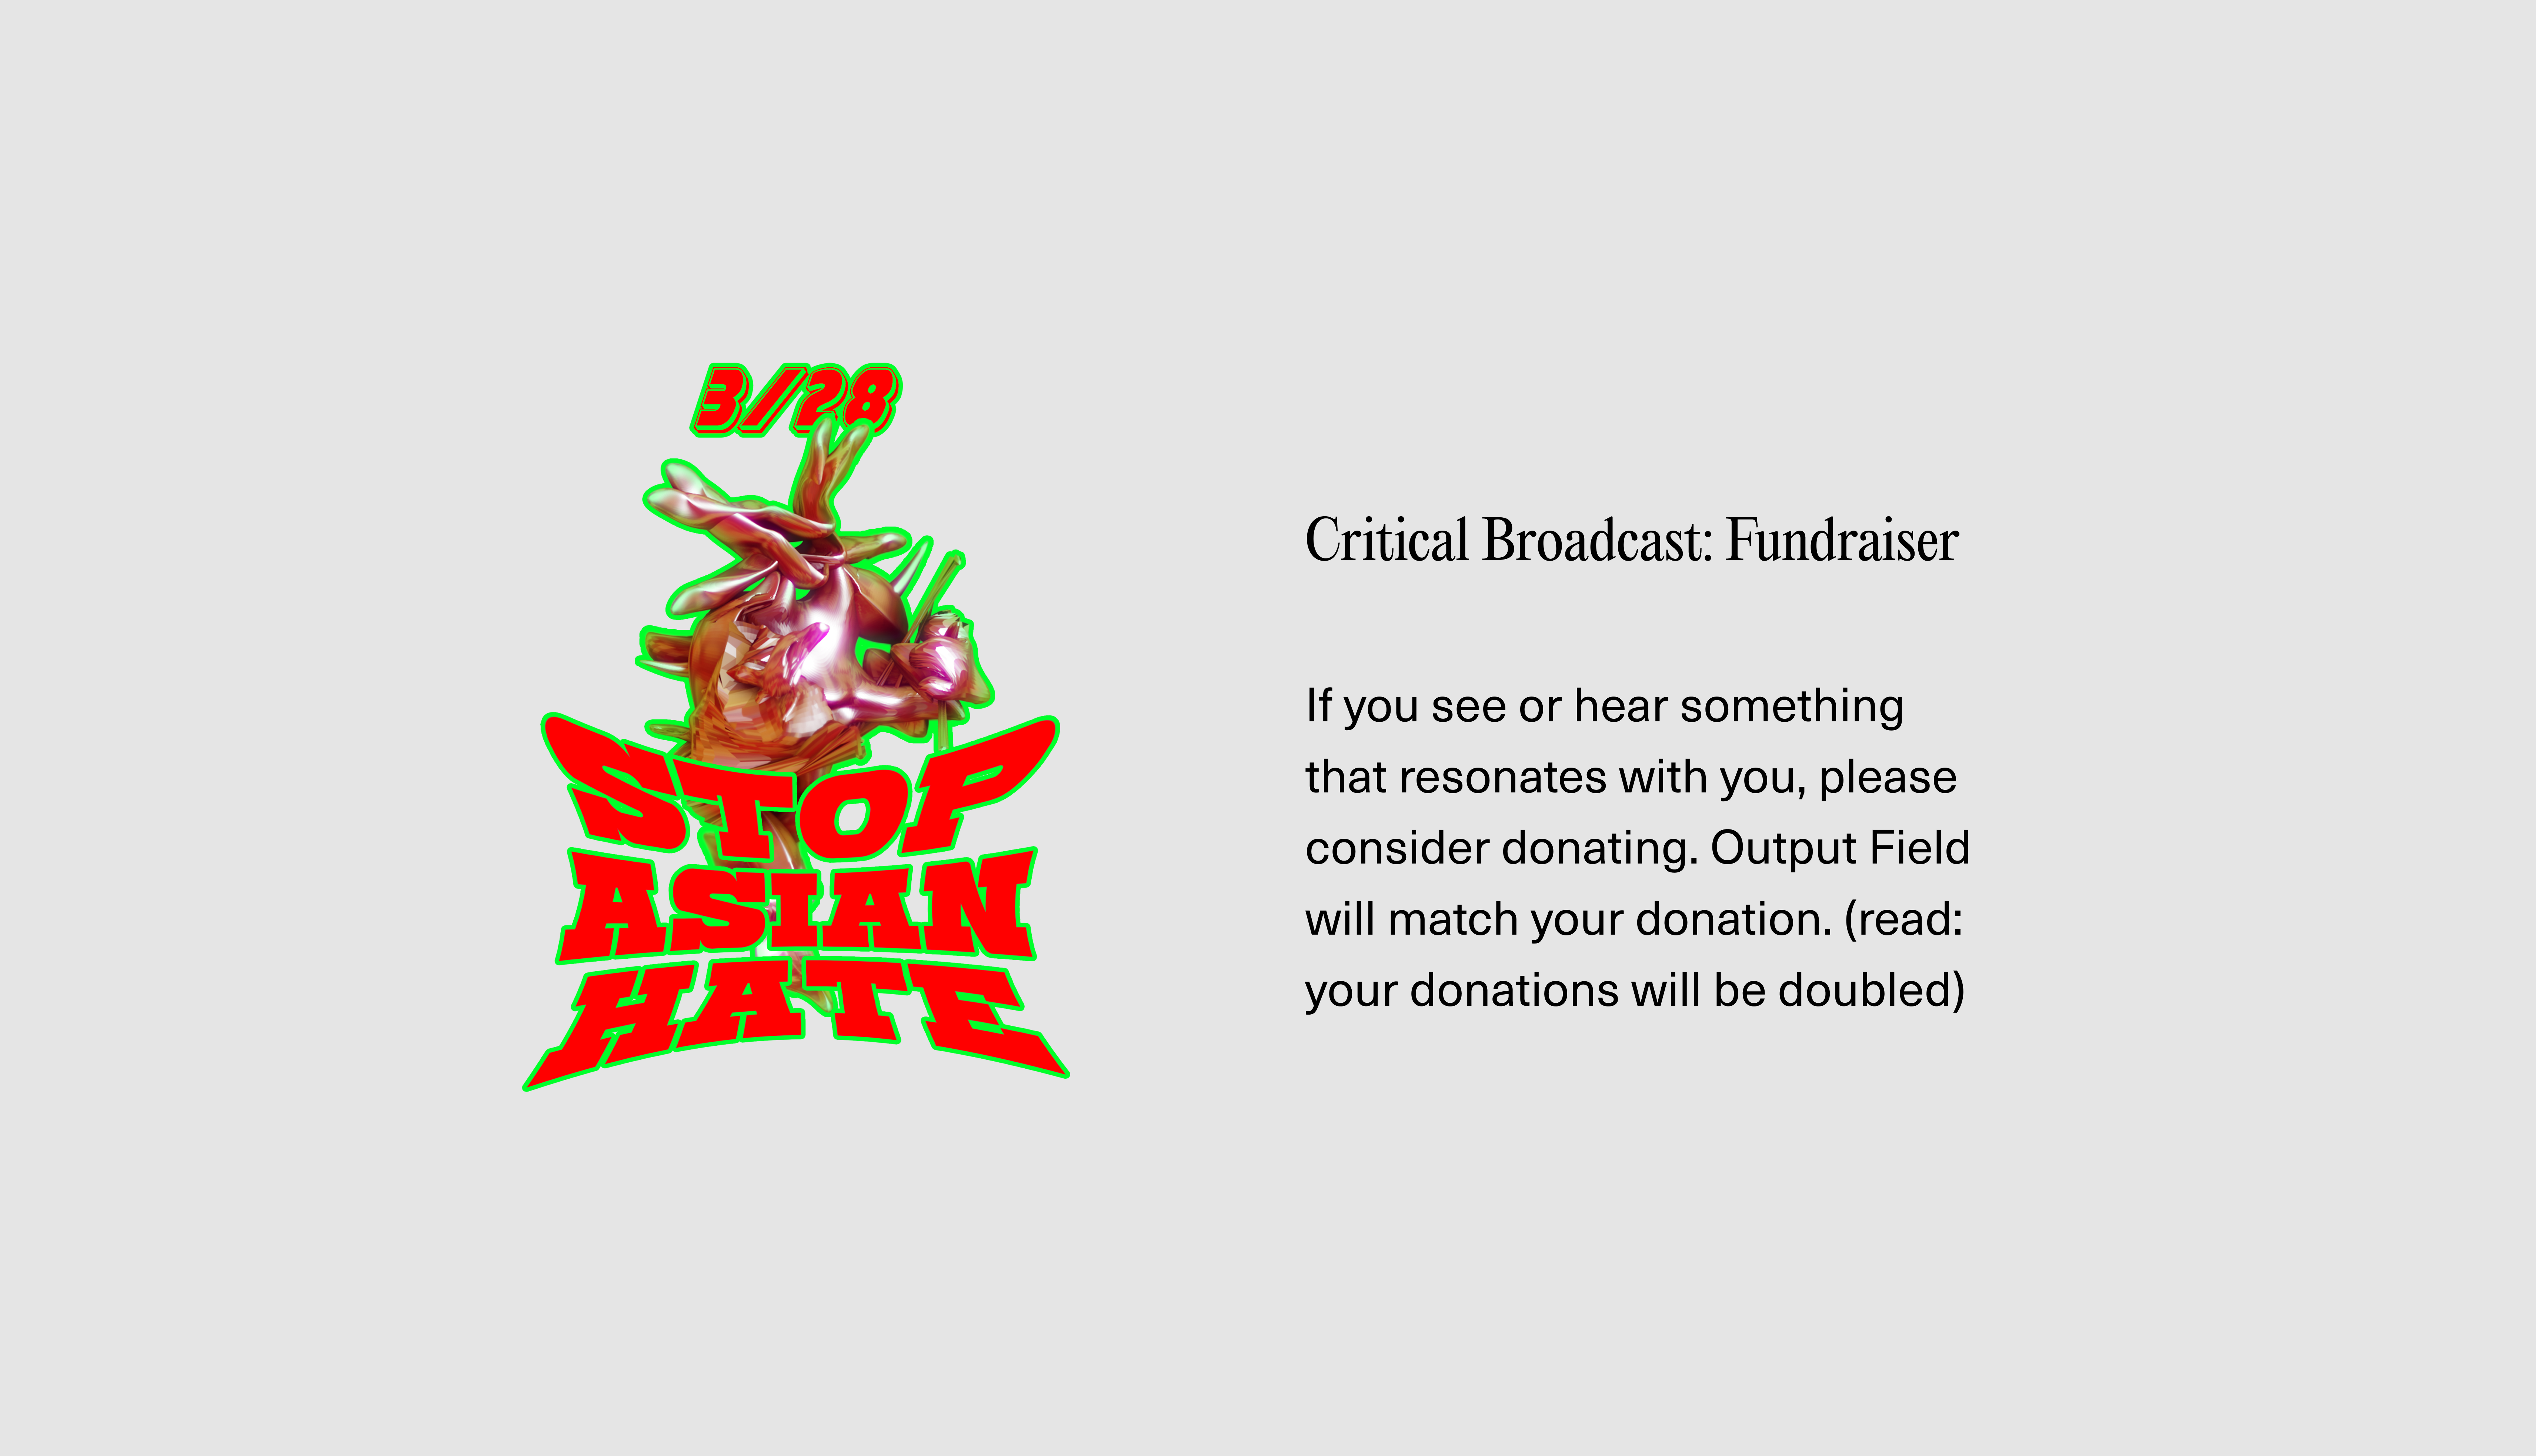 3/28
STOP
ASIAN
HATE
Critical Broadcast: Fundraiser
If you see or hear something
that resonates with you, please
consider donating. Output Field
will match your donation. (read:
your donations will be doubled)